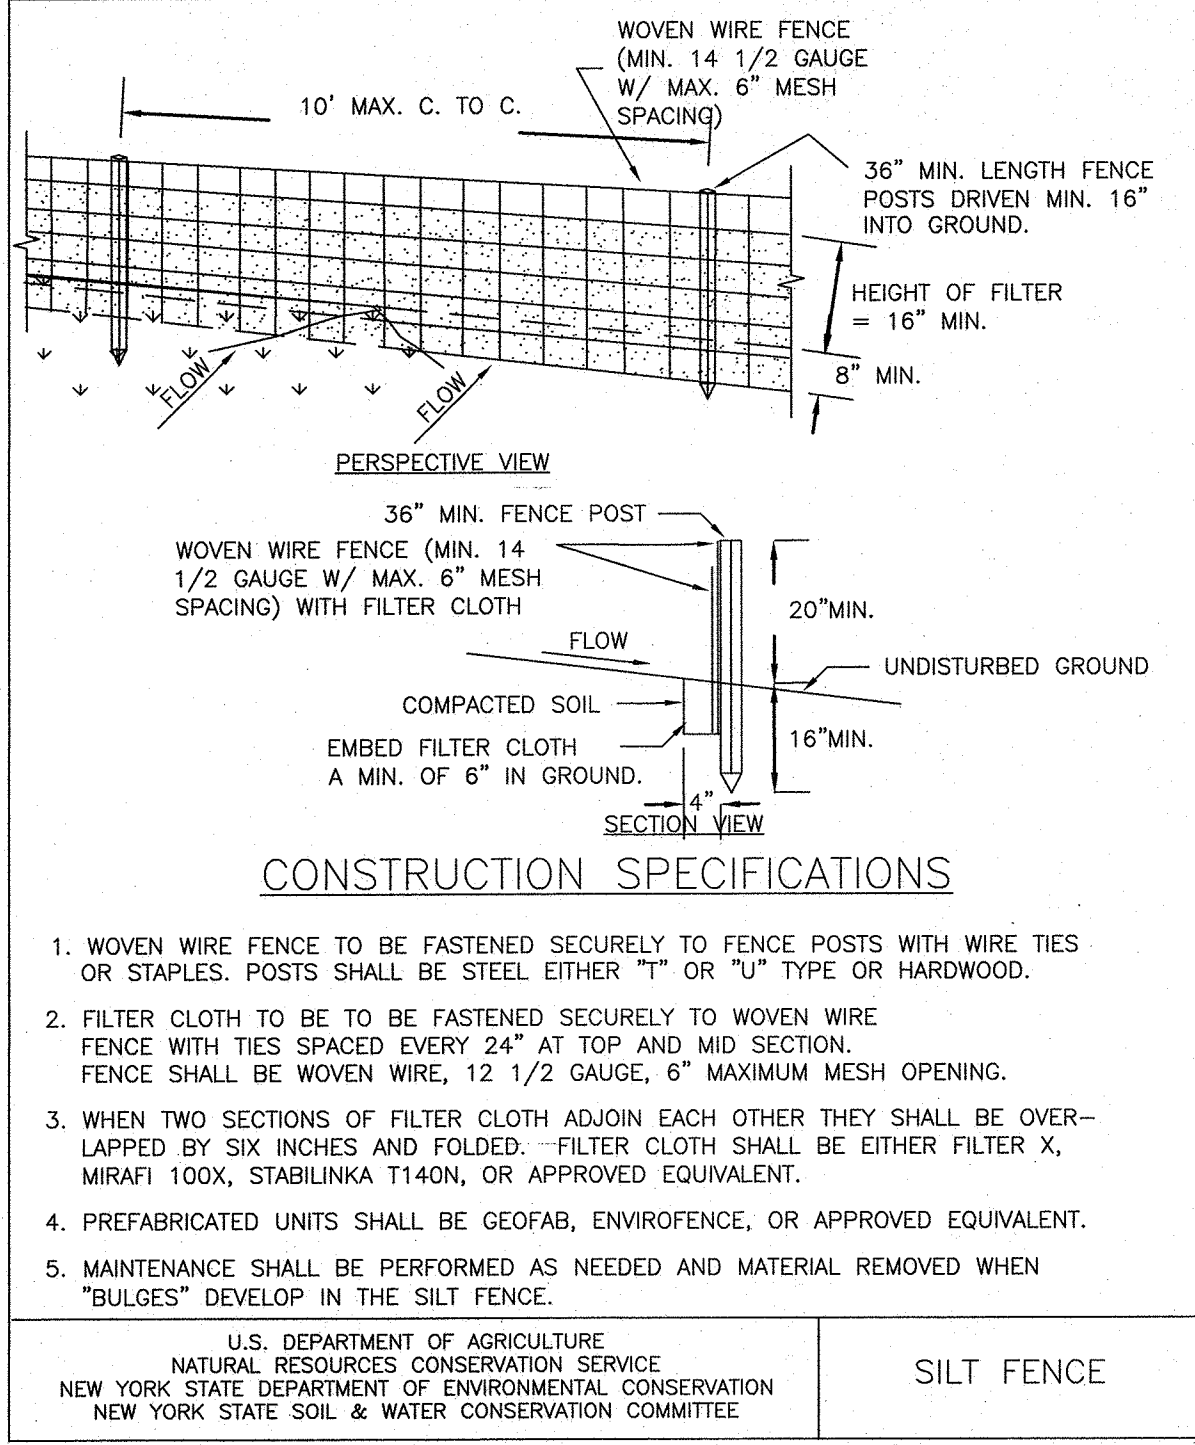 WOVEN WIRE FENCE
(MIN. 14 1/2 GAUGE
W/ MAX. 6" MESH
SPACING)
10' MAX. C. TO C.
36" MIN. LENGTH FENCE
POSTS DRIVEN MIN. 16"
INTO GROUND.
HEIGHT OF FILTER
= 16" MIN.
8" MIN.
FLOW
FLOW
PERSPECTIVE VIEW
36" MIN. FENCE POST
WOVEN WIRE FENCE (MIN. 14
1/2 GAUGE W/ MAX. 6" MESH
SPACING) WITH FILTER CLOTH
20"MIN.
FLOW
UNDISTURBED GROUND
COMPACTED SOIL
EMBED FILTER CLOTH
A MIN. OF 6" IN GROUND.
16"MIN.
4"
SECTION VIEW
CONSTRUCTION SPECIFICATIONS
1. WOVEN WIRE FENCE TO BE FASTENED SECURELY TO FENCE POSTS WITH WIRE TIES
OR STAPLES. POSTS SHALL BE STEEL EITHER "T" OR "U" TYPE OR HARDWOOD.
2. FILTER CLOTH TO BE TO BE FASTENED SECURELY TO WOVEN WIRE
FENCE WITH TIES SPACED EVERY 24" AT TOP AND MID SECTION.
FENCE SHALL BE WOVEN WIRE, 12 1/2 GAUGE, 6" MAXIMUM MESH OPENING.
3. WHEN TWO SECTIONS OF FILTER CLOTH ADJOIN EACH OTHER THEY SHALL BE OVER-
LAPPED BY SIX INCHES AND FOLDED. FILTER CLOTH SHALL BE EITHER FILTER X,
MIRAFI 100X, STABILINKA T140N, OR APPROVED EQUIVALENT.
4. PREFABRICATED UNITS SHALL BE GEOFAB, ENVIROFENCE, OR APPROVED EQUIVALENT.
5. MAINTENANCE SHALL BE PERFORMED AS NEEDED AND MATERIAL REMOVED WHEN
"BULGES" DEVELOP IN THE SILT FENCE.
U.S. DEPARTMENT OF AGRICULTURE
NATURAL RESOURCES CONSERVATION SERVICE
NEW YORK STATE DEPARTMENT OF ENVIRONMENTAL CONSERVATION
NEW YORK STATE SOIL & WATER CONSERVATION COMMITTEE
SILT FENCE